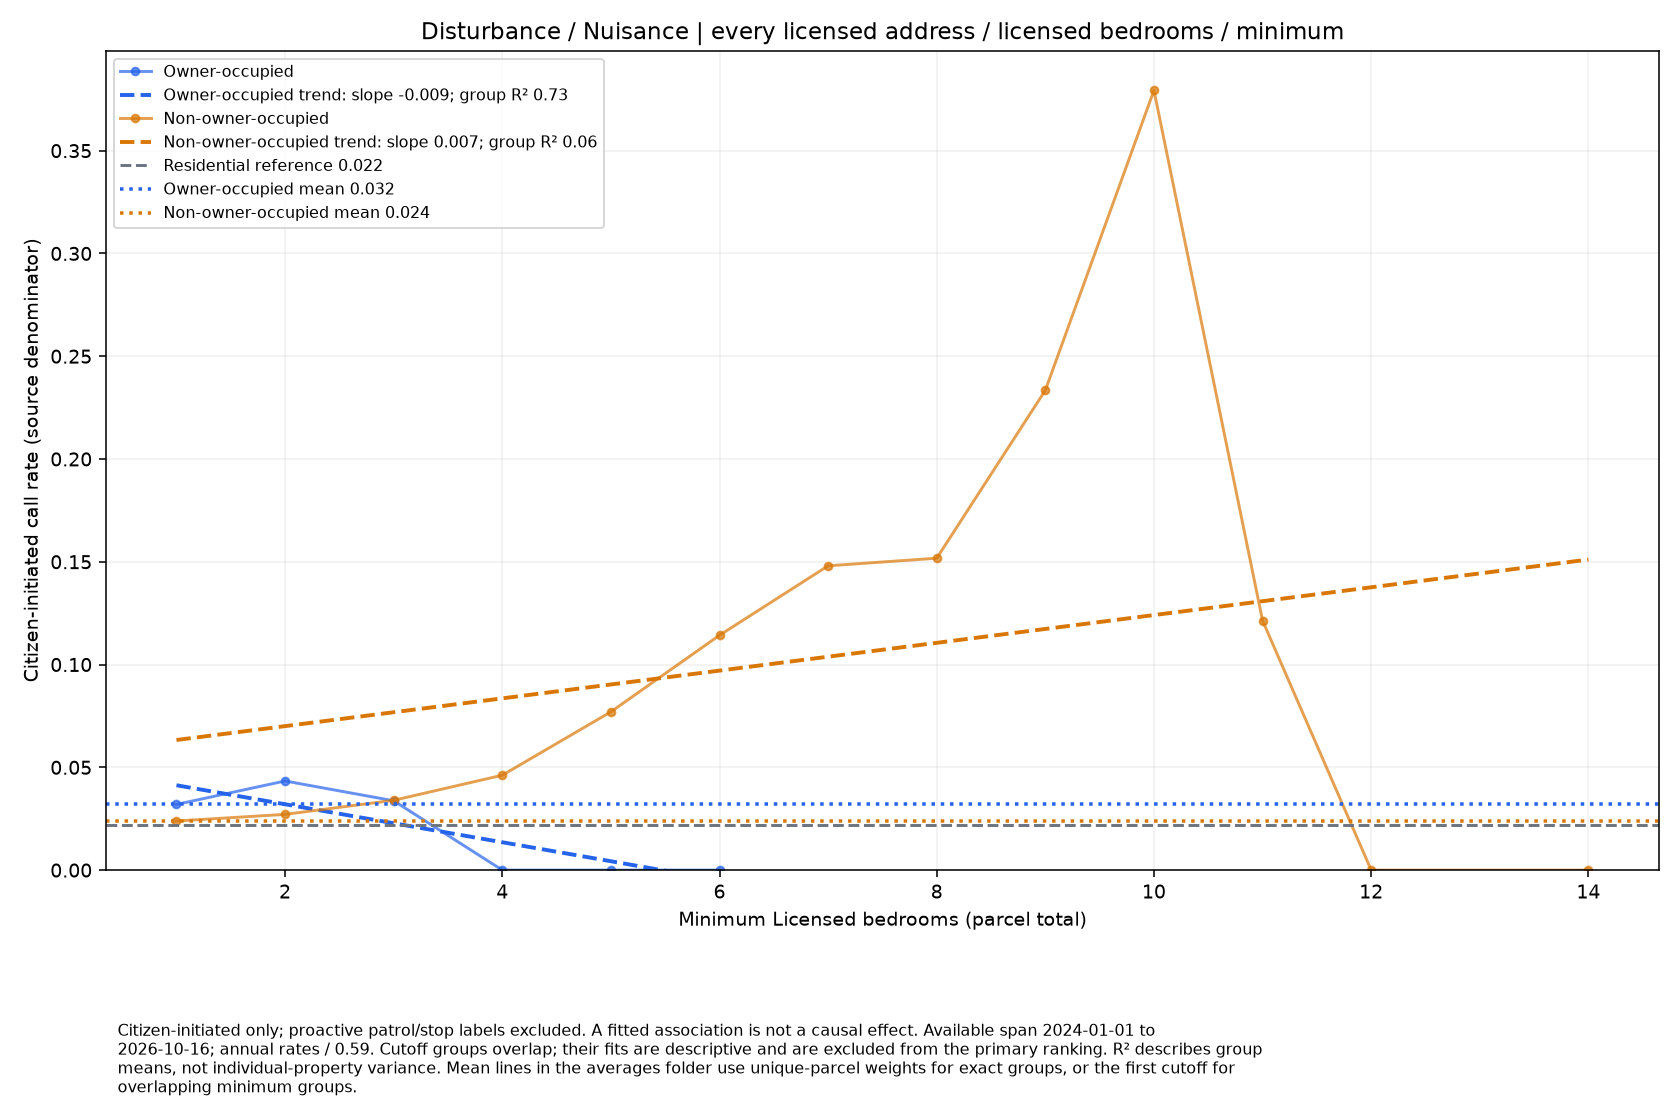 Disturbance / Nuisance | every licensed address / licensed bedrooms / minimum
Owner-occupied
Owner-occupied trend: slope -0.009; group R² 0.73
Non-owner-occupied
Non-owner-occupied trend: slope 0.007; group R² 0.06
Residential reference 0.022
Owner-occupied mean 0.032
Non-owner-occupied mean 0.024
Citizen-initiated call rate (source denominator)
0.35
0.30
0.25
0.20
0.15
0.10
0.05
0.00
2 4 6 8 10 12 14
Minimum Licensed bedrooms (parcel total)
Citizen-initiated only; proactive patrol/stop labels excluded. A fitted association is not a causal effect. Available span 2024-01-01 to
2026-10-16; annual rates / 0.59. Cutoff groups overlap; their fits are descriptive and are excluded from the primary ranking. R² describes group
means, not individual-property variance. Mean lines in the averages folder use unique-parcel weights for exact groups, or the first cutoff for
overlapping minimum groups.